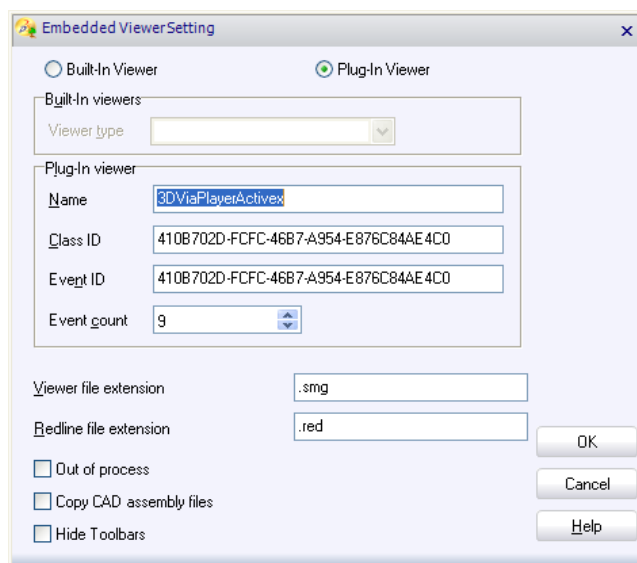 Embedded ViewerSetting
Built-In Viewer
Plug-In Viewer
Built-In viewers
Viewer type
Plug-In viewer
Name
3DViaPlayerActivex
Class ID
410B702D-FCFC-46B7-A954-E876C84AE4C0
Event ID
410B702D-FCFC-46B7-A954-E876C84AE4C0
Event count
9
Viewer file extension
.smg
Redline file extension
.red
OK
Out of process
Cancel
Copy CAD assembly files
Help
Hide Toolbars